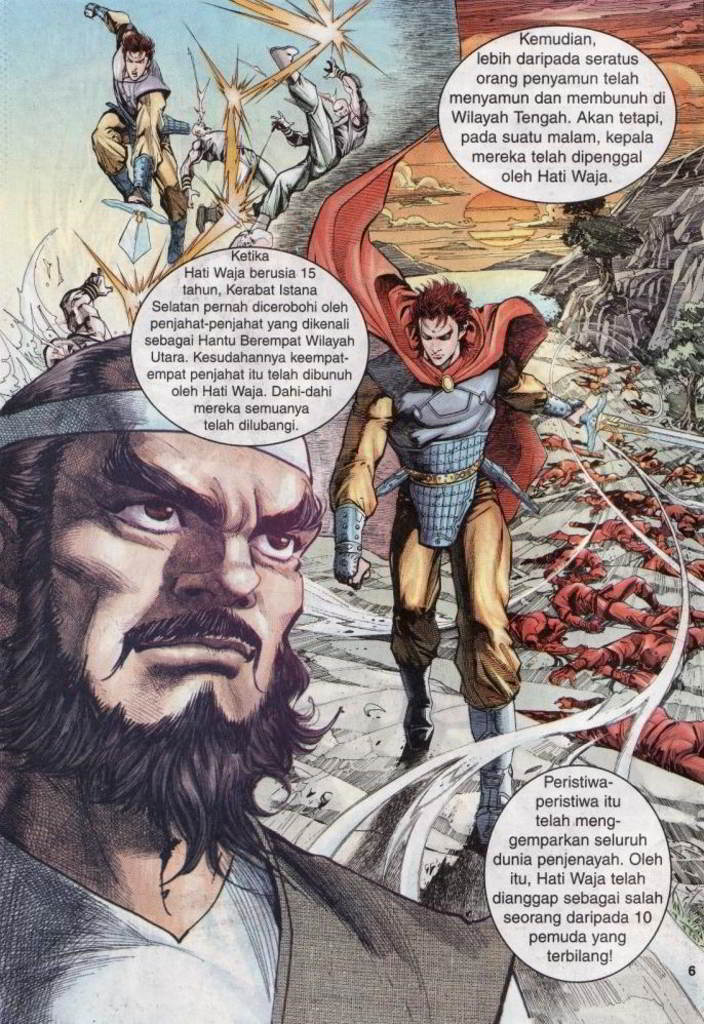 Ketika
Hati Waja berusia 15
tahun, Kerabat Istana
Selatan pernah dicerobohi oleh
penjahat-penjahat yang dikenali
sebagai Hantu Berempat Wilayah
Utara. Kesudahannya keempat-
empat penjahat itu telah dibunuh
oleh Hati Waja. Dahi-dahi
mereka semuanya
telah dilubangi.
Kemudian,
lebih daripada seratus
orang penyamun telah
menyamun dan membunuh di
Wilayah Tengah. Akan tetapi,
pada suatu malam, kepala
mereka telah dipenggal
oleh Hati Waja.
Peristiwa-
peristiwa itu
telah meng-
gemparkan seluruh
dunia penjenayah. Oleh
itu, Hati Waja telah
dianggap sebagai salah
seorang daripada 10
pemuda yang
terbilang!
6